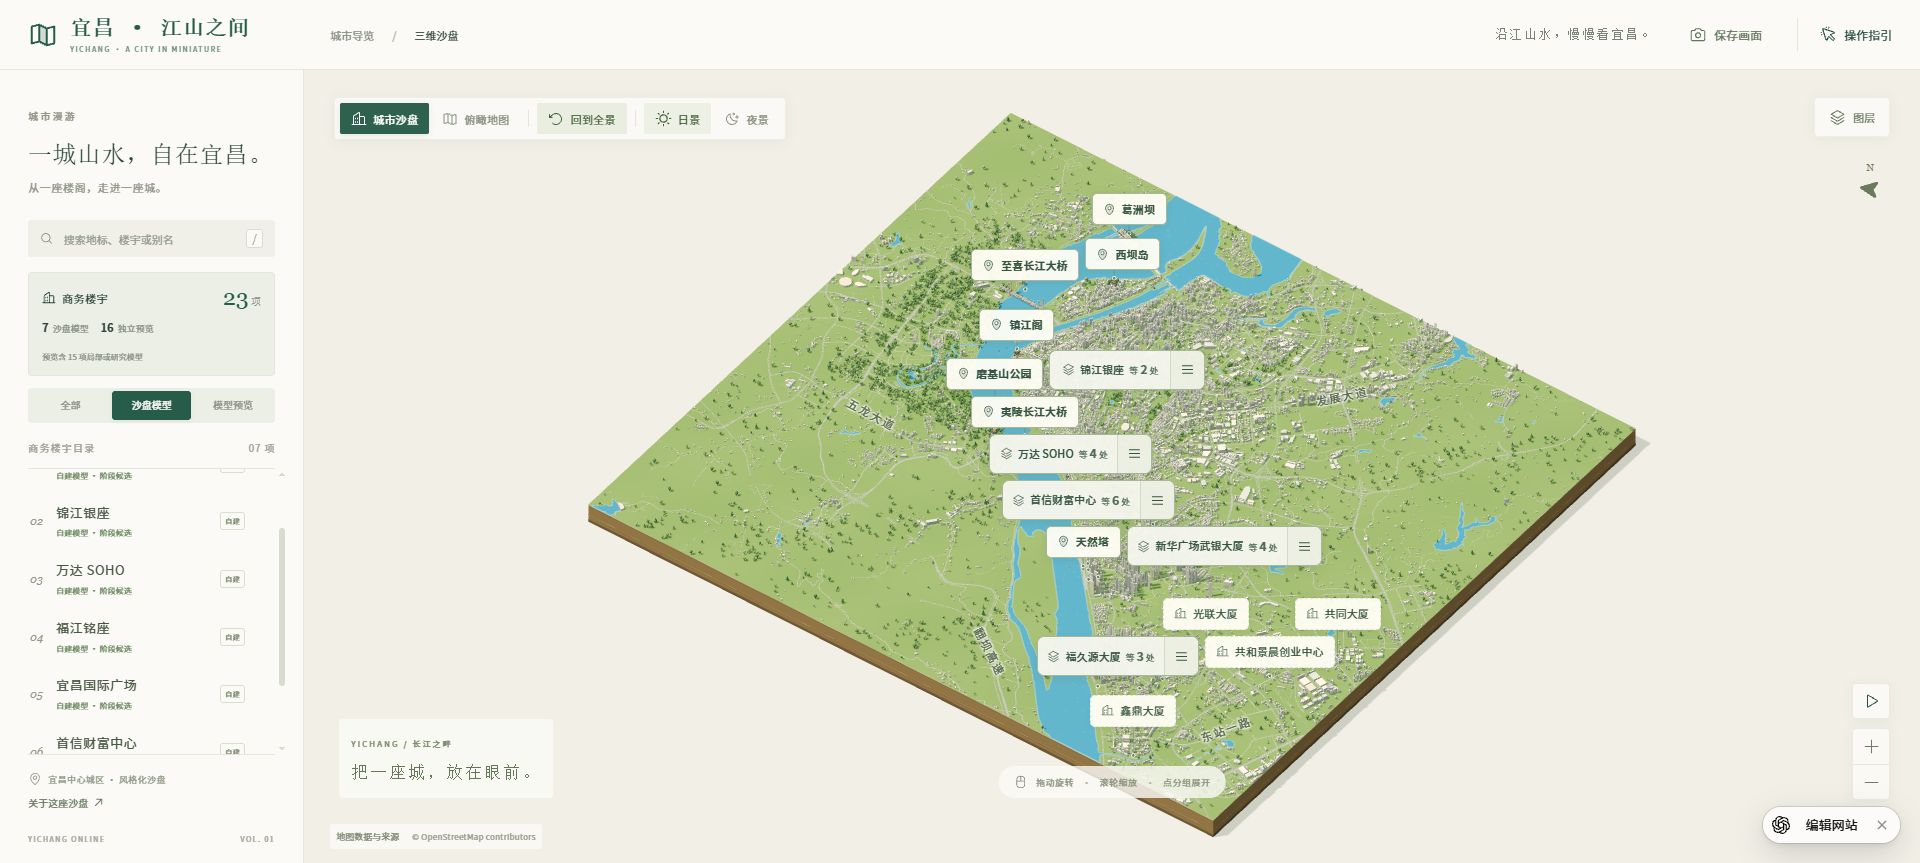 宜昌 • 江山之间
YICHANG • A CITY IN MINIATURE
城市导览 / 三维沙盘
沿江山水，慢慢看宜昌。
保存画面
操作指引
城市漫游
一城山水，自在宜昌。
从一座楼阁，走进一座城。
搜索地标、楼宇或别名 /
商务楼宇 23 项
7 沙盘模型 16 独立预览
预览含 15 项局部或研究模型
全部 沙盘模型 模型预览
商务楼宇目录 07 项
自建模型 • 阶段候选
02 锦江银座 自建
自建模型 • 阶段候选
03 万达 SOHO 自建
自建模型 • 阶段候选
04 福江铭座 自建
自建模型 • 阶段候选
05 宜昌国际广场 自建
自建模型 • 阶段候选
06 首信财富中心 自建
宜昌中心城区 • 风格化沙盘
关于这座沙盘
YICHANG ONLINE VOL. 01
城市沙盘 俯瞰地图 回到全景 日景 夜景
图层
N
葛洲坝
西坝岛
至喜长江大桥
镇江阁
锦江银座 等 2 处
磨基山公园
发展大道
五龙大道
夷陵长江大桥
万达 SOHO 等 4 处
首信财富中心 等 6 处
天然塔
新华广场武银大厦 等 4 处
光联大厦
共同大厦
翻坝高速
福久源大厦 等 3 处
共和景晨创业中心
鑫鼎大厦
东站一路
YICHANG / 长江之畔
把一座城，放在眼前。
拖动旋转 • 滚轮缩放 • 点分组展开
地图数据与来源 © OpenStreetMap contributors
编辑网站